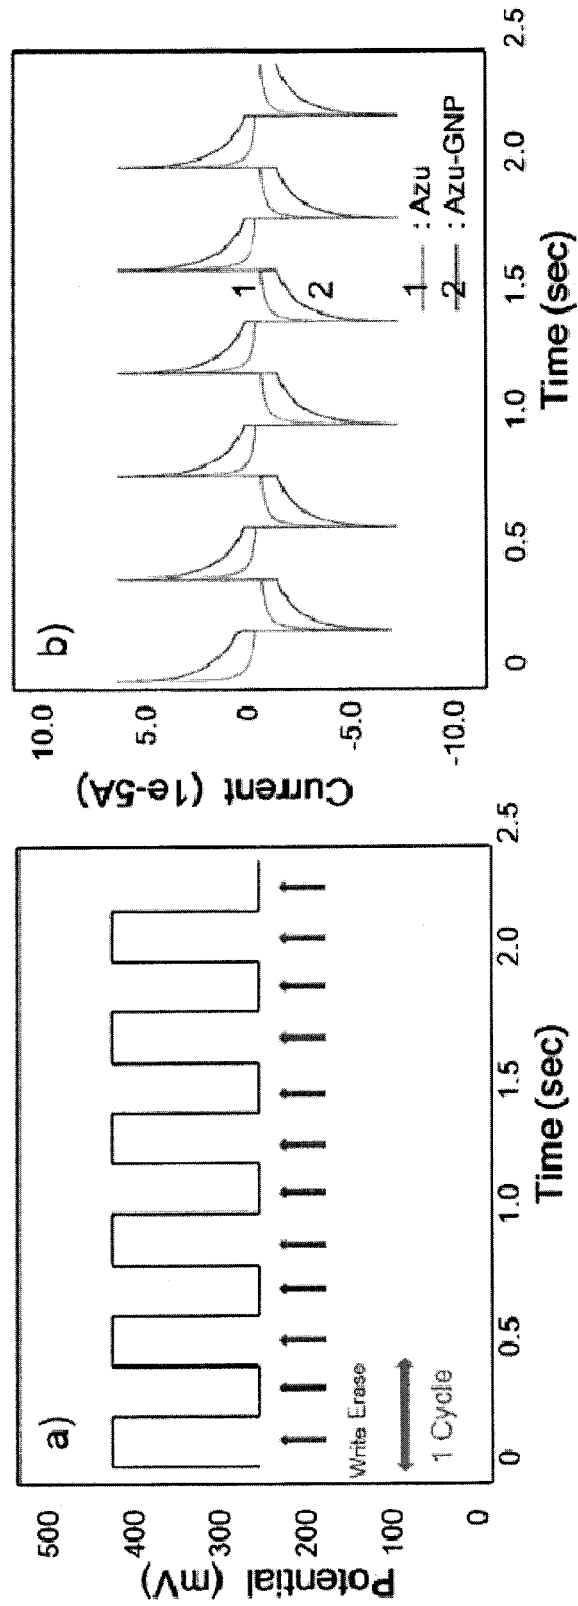 a)
Potential (mV)
500
400
300
200
100
0
Write Erase
1 Cycle
0
0.5
1.0
1.5
2.0
2.5
Time (sec)
b)
Current (1e-5A)
10.0
5.0
0
-5.0
-10.0
1
2
1 : Azu
2 : Azu-GNP
0
0.5
1.0
1.5
2.0
2.5
Time (sec)